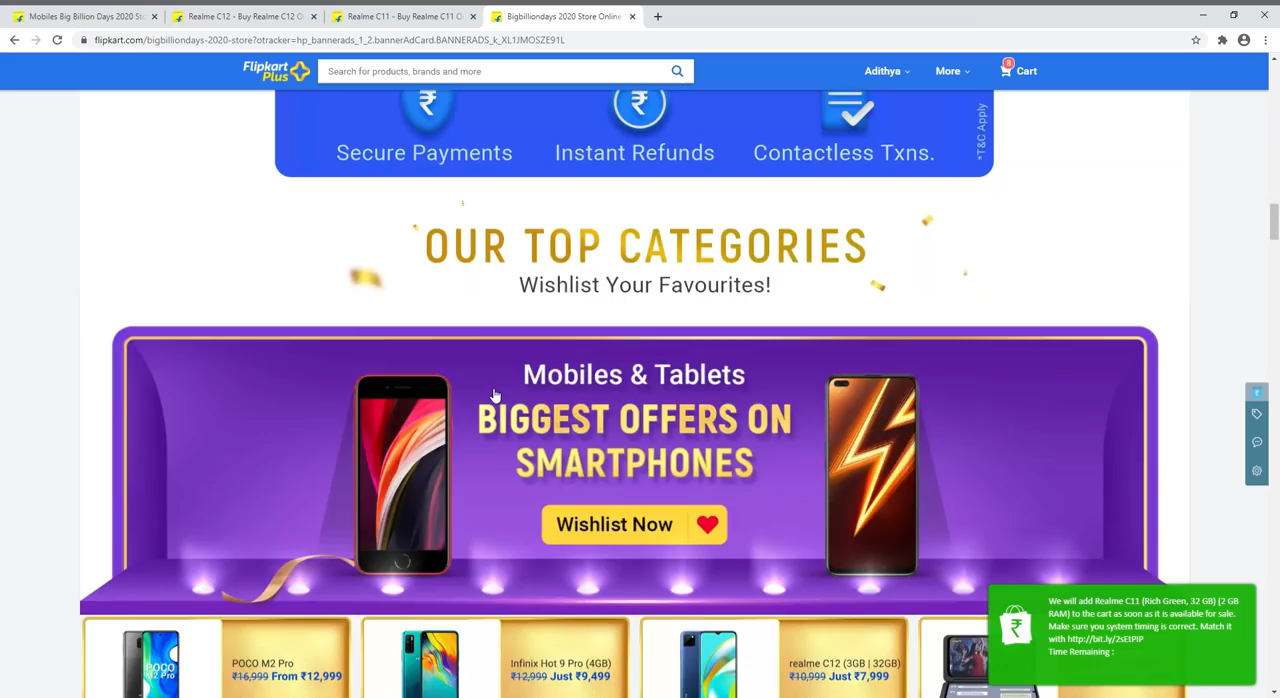 Mobiles Big Billion Days 2020 Sto
Realme C12 - Buy Realme C12 O
Realme C11 - Buy Realme C11 O
Bigbilliondays 2020 Store Online
flipkart.com/bigbilliondays-2020-store?otracker=hp_bannerads_1_2.bannerAdCard.BANNERADS_k_XL1JMOSZE91L
Flipkart
Plus
Search for products, brands and more
Adithya
More
8
Cart
Secure Payments
Instant Refunds
Contactless Txns.
*T&C Apply
OUR TOP CATEGORIES
Wishlist Your Favourites!
Mobiles & Tablets
BIGGEST OFFERS ON
SMARTPHONES
Wishlist Now
We will add Realme C11 (Rich Green, 32 GB) (2 GB
RAM) to the cart as soon as it is available for sale.
Make sure you system timing is correct. Match it
with http://bit.ly/2sEtPIP
Time Remaining :
POCO
M2 Pro
POCO M2 Pro
₹16,999 From ₹12,999
Infinix Hot 9 Pro (4GB)
₹12,999 Just ₹9,499
realme C12 (3GB | 32GB)
₹10,999 Just ₹7,999